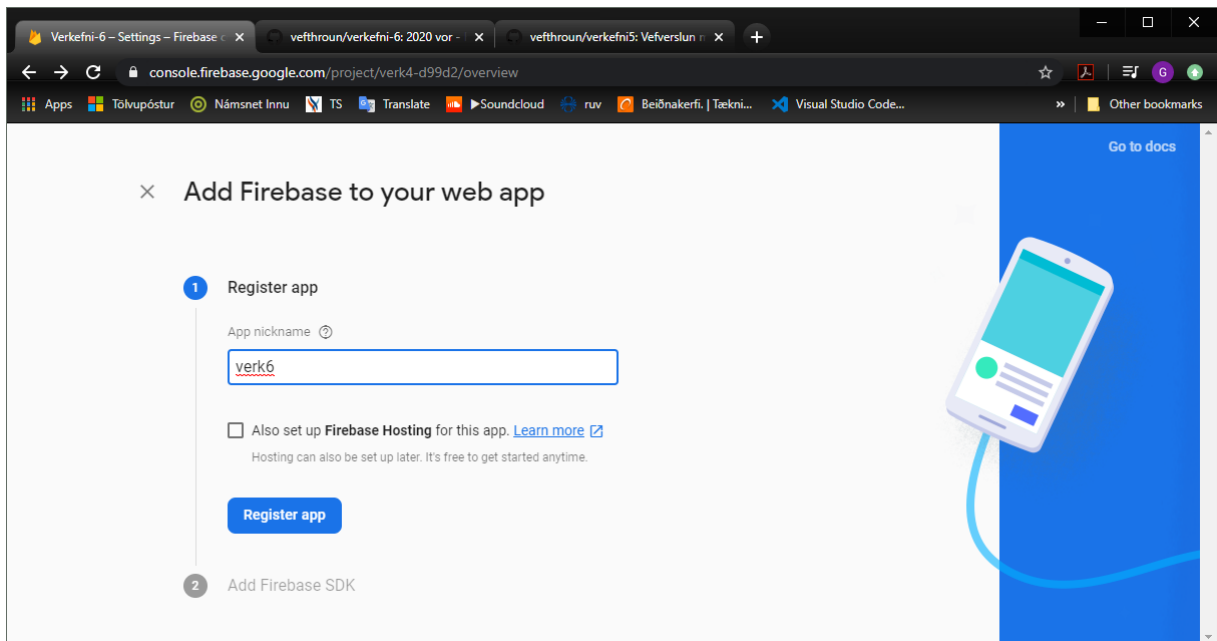 Verkefni-6 – Settings – Firebase c
vefthroun/verkefni-6: 2020 vor -
vefthroun/verkefni5: Vefverslun
console.firebase.google.com/project/verk4-d99d2/overview
G
Apps Tölvupóstur Námsnet Innu TS Translate ▶Soundcloud ruv Beiðnakerfi. | Tækni... Visual Studio Code... » Other bookmarks
Go to docs
Add Firebase to your web app
1 Register app
App nickname
verk6
Also set up Firebase Hosting for this app. Learn more
Hosting can also be set up later. It's free to get started anytime.
Register app
2 Add Firebase SDK